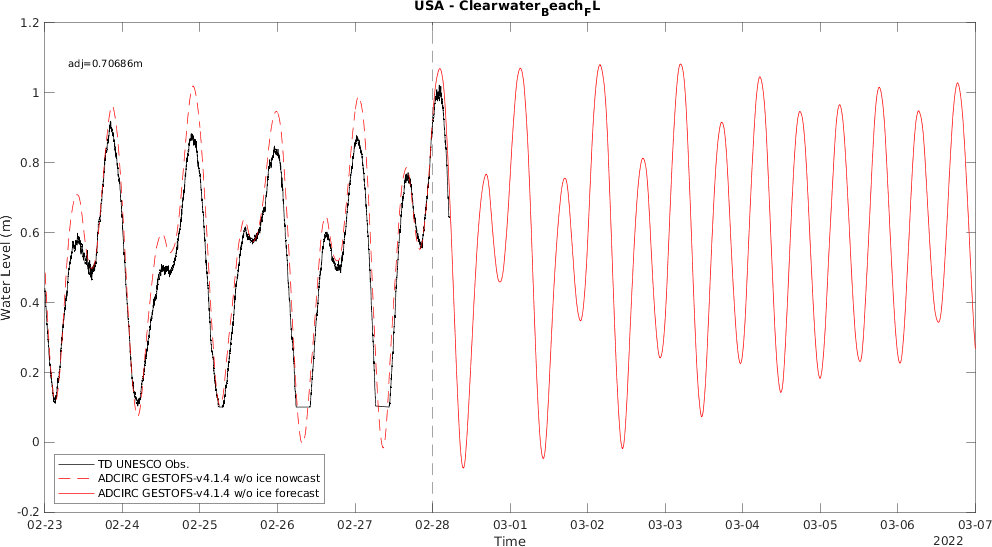 USA - ClearwaterBeachFL
adj=0.70686m
Water Level (m)
1.2
1
0.8
0.6
0.4
0.2
0
-0.2
TD UNESCO Obs.
ADCIRC GESTOFS-v4.1.4 w/o ice nowcast
ADCIRC GESTOFS-v4.1.4 w/o ice forecast
02-23 02-24 02-25 02-26 02-27 02-28 03-01 03-02 03-03 03-04 03-05 03-06 03-07
Time
2022